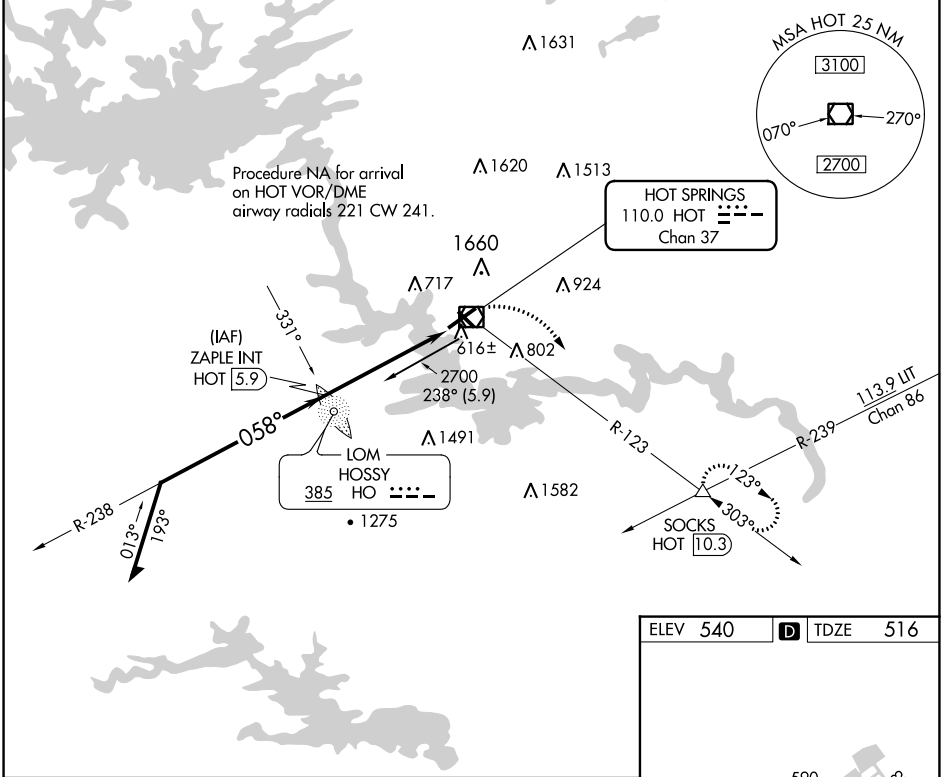 1631
MSA HOT 25 NM
3100
070°
270°
2700
Procedure NA for arrival
on HOT VOR/DME
airway radials 221 CW 241.
1620
1513
HOT SPRINGS
110.0 HOT
Chan 37
1660
717
924
331°
(IAF)
ZAPLE INT
HOT 5.9
616±
802
2700
238° (5.9)
113.9 LIT
Chan 86
058°
R-123
R-239
1491
LOM
HOSSY
385 HO
1275
1582
123°
303°
SOCKS
HOT 10.3
R-238
013°
193°
ELEV 540 D TDZE 516